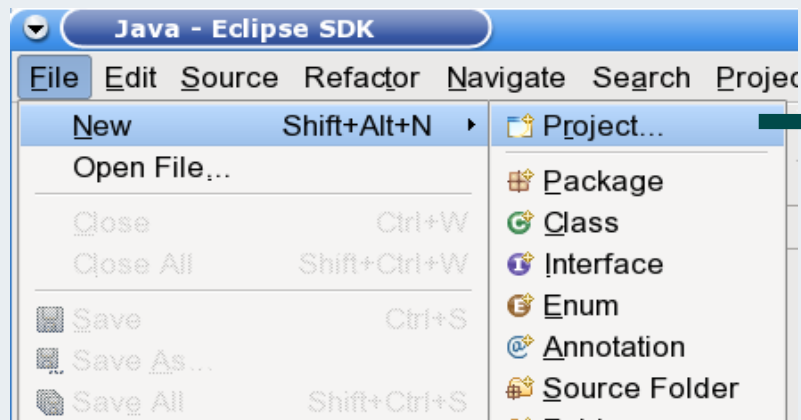 Java - Eclipse SDK
File Edit Source Refactor Navigate Search Projec
New Shift+Alt+N
Open File...
Close Ctrl+W
Close All Shift+Ctrl+W
Save Ctrl+S
Save As...
Save All Shift+Ctrl+S
Project...
Package
Class
Interface
Enum
Annotation
Source Folder